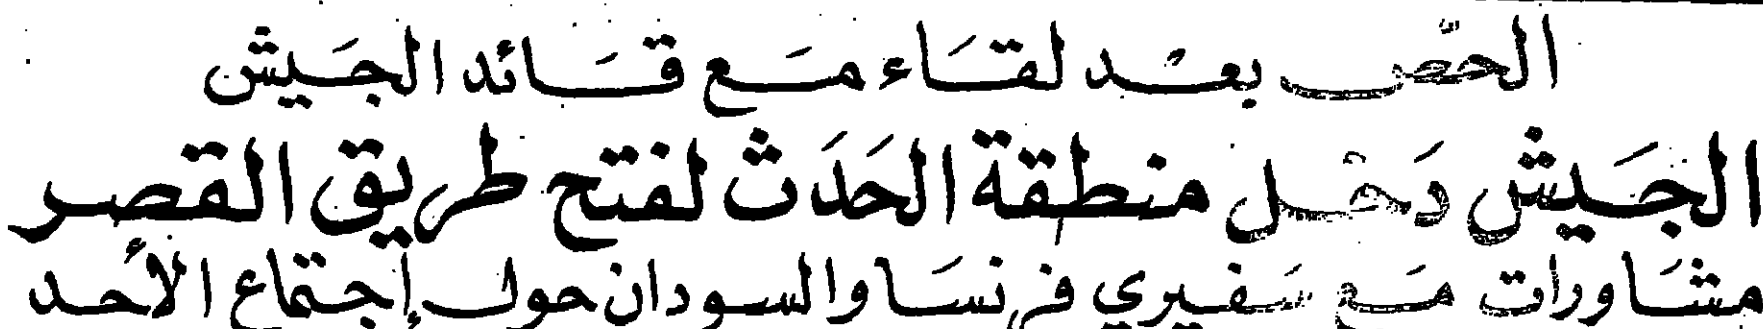 الحص بعد لقاء مع قائد الجيش
الجيش دخل منطقة الحدث لفتح طريق القصر
مشاورات مع سفيري فرنسا والسودان حول إجتماع الأحد